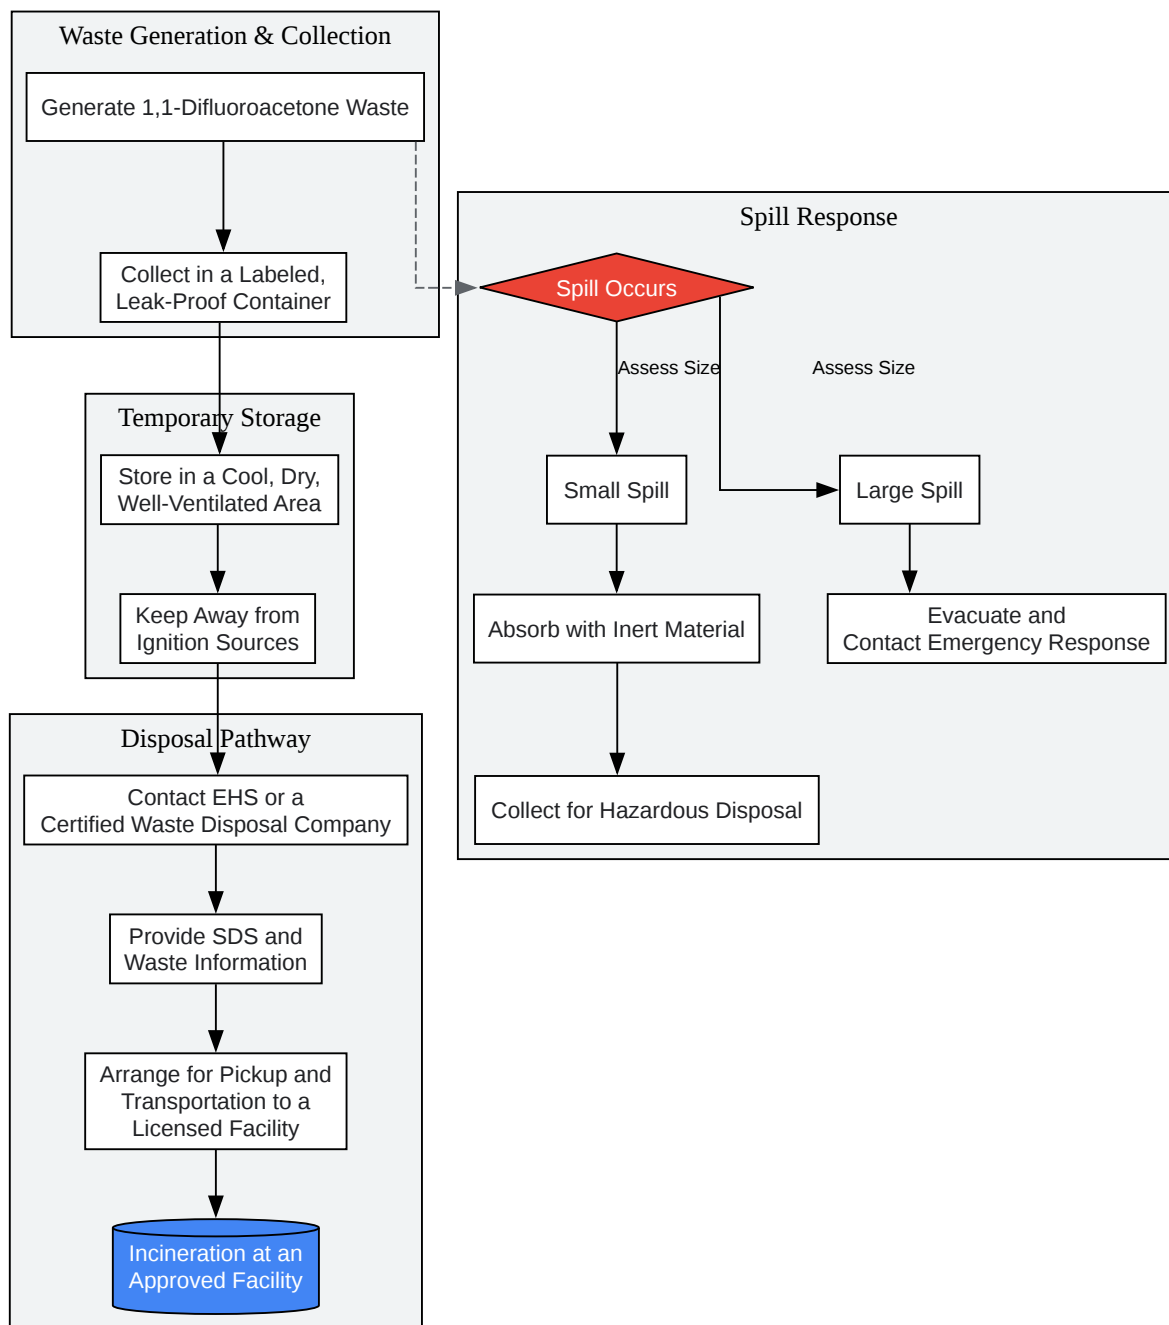 Waste Generation & Collection
Generate 1,1-Difluoroacetone Waste
Collect in a Labeled,
Leak-Proof Container
Temporary Storage
Store in a Cool, Dry,
Well-Ventilated Area
Keep Away from
Ignition Sources
Disposal Pathway
Contact EHS or a
Certified Waste Disposal Company
Provide SDS and
Waste Information
Arrange for Pickup and
Transportation to a
Licensed Facility
Incineration at an
Approved Facility
Spill Response
Spill Occurs
Assess Size
Assess Size
Small Spill
Large Spill
Absorb with Inert Material
Evacuate and
Contact Emergency Response
Collect for Hazardous Disposal